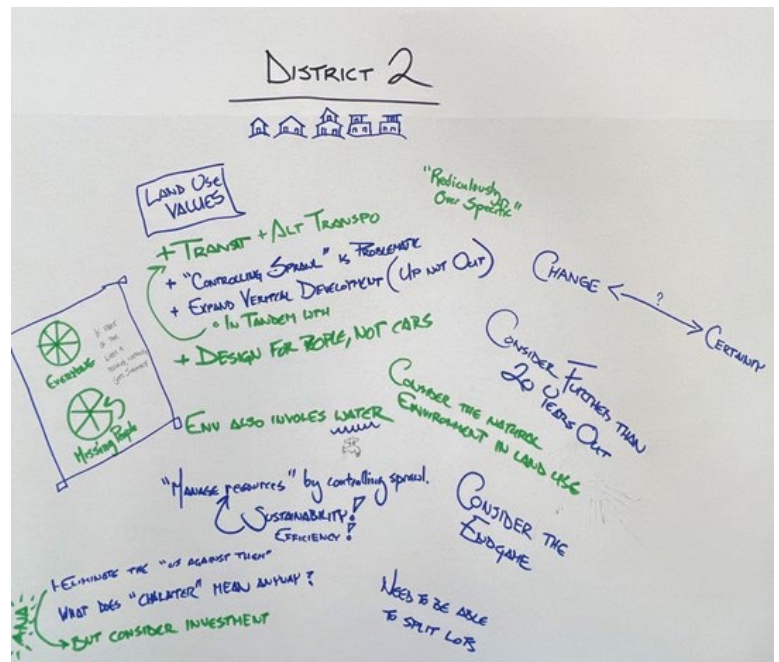 DISTRICT 2
LAND USE
VALUES
"Rediculously
Over Specific"
+ TRANSIT + ALT TRANSPO
+ "CONTROLLING SPRAWL" IS PROBLEMATIC
+ EXPAND VERTICAL DEVELOPMENT (UP NOT OUT)
IN TANDEM WITH
+ DESIGN FOR PEOPLE, NOT CARS
CHANGE
?
CERTAINTY
EVERYONE
Missing People
CONSIDER FURTHER THAN
20 YEARS OUT
CONSIDER THE NATURAL
ENVIRONMENT IN LAND USE
ENV ALSO INVOLES WATER
"MANAGE RESOURCES" by controlling sprawl.
SUSTAINABILITY!
EFFICIENCY!
CONSIDER THE
ENDGAME
+ ELIMINATE THE "US AGAINST THEM"
WHAT DOES "CHARACTER" MEAN ANYWAY?
BUT CONSIDER INVESTMENT
NEED TO BE ABLE
TO SPLIT LOTS